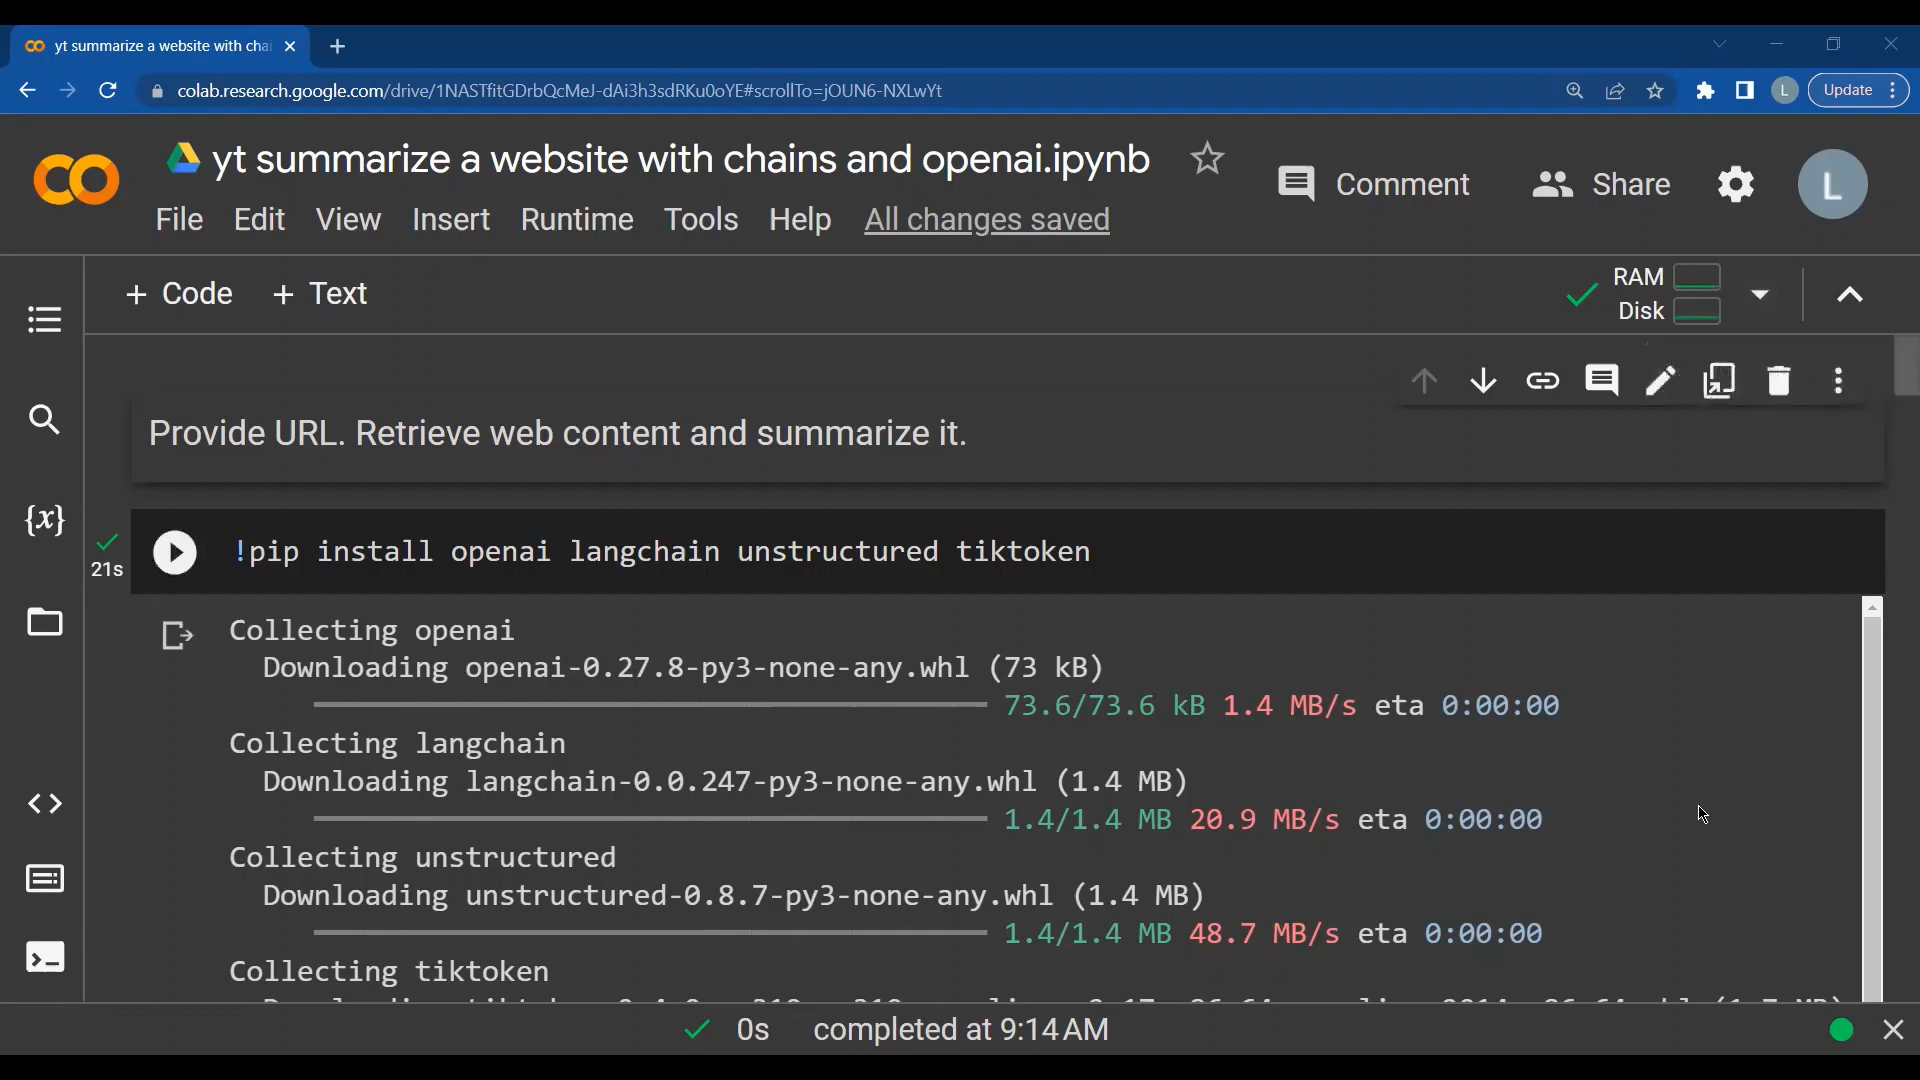 yt summarize a website with chai
colab.research.google.com/drive/1NASTfitGDrbQcMeJ-dAi3h3sdRKu0oYE#scrollTo=jOUN6-NXLwYt
L
Update
yt summarize a website with chains and openai.ipynb
Comment
Share
L
File Edit View Insert Runtime Tools Help All changes saved
+ Code + Text
RAM
Disk
Provide URL. Retrieve web content and summarize it.
{x}
21s
!pip install openai langchain unstructured tiktoken
Collecting openai
Downloading openai-0.27.8-py3-none-any.whl (73 kB)
73.6/73.6 kB 1.4 MB/s eta 0:00:00
Collecting langchain
Downloading langchain-0.0.247-py3-none-any.whl (1.4 MB)
1.4/1.4 MB 20.9 MB/s eta 0:00:00
Collecting unstructured
Downloading unstructured-0.8.7-py3-none-any.whl (1.4 MB)
1.4/1.4 MB 48.7 MB/s eta 0:00:00
Collecting tiktoken
0s completed at 9:14 AM